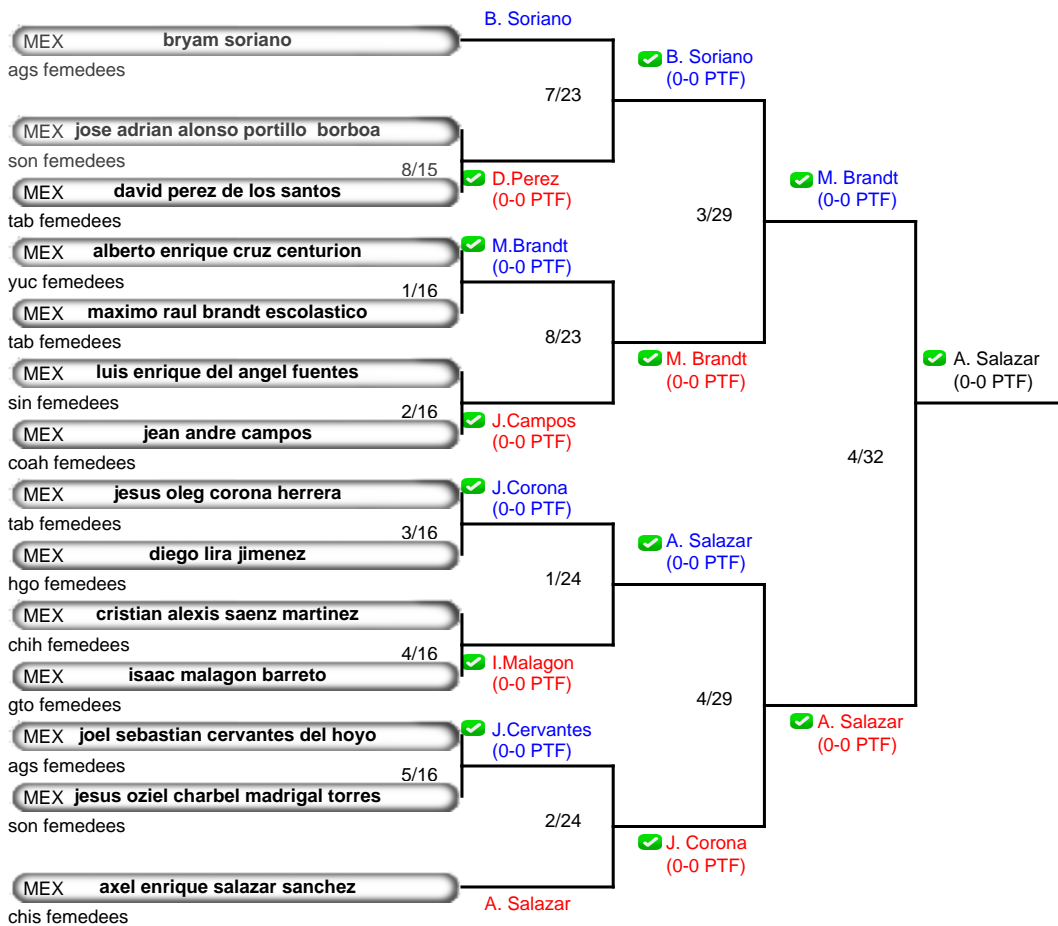 B. Soriano
MEX bryam soriano
ags femedees
7/23
B. Soriano
(0-0 PTF)
MEX jose adrian alonso portillo  borboa
son femedees
8/15
MEX david perez de los santos
tab femedees
D.Perez
(0-0 PTF)
3/29
M. Brandt
(0-0 PTF)
MEX alberto enrique cruz centurion
yuc femedees
M.Brandt
(0-0 PTF)
1/16
MEX maximo raul brandt escolastico
tab femedees
8/23
M. Brandt
(0-0 PTF)
MEX luis enrique del angel fuentes
sin femedees
2/16
MEX jean andre campos
coah femedees
J.Campos
(0-0 PTF)
4/32
A. Salazar
(0-0 PTF)
MEX jesus oleg corona herrera
tab femedees
J.Corona
(0-0 PTF)
3/16
MEX diego lira jimenez
hgo femedees
1/24
A. Salazar
(0-0 PTF)
MEX cristian alexis saenz martinez
chih femedees
4/16
MEX isaac malagon barreto
gto femedees
I.Malagon
(0-0 PTF)
4/29
A. Salazar
(0-0 PTF)
MEX joel sebastian cervantes del hoyo
ags femedees
J.Cervantes
(0-0 PTF)
5/16
MEX jesus oziel charbel madrigal torres
son femedees
2/24
J. Corona
(0-0 PTF)
MEX axel enrique salazar sanchez
chis femedees
A. Salazar